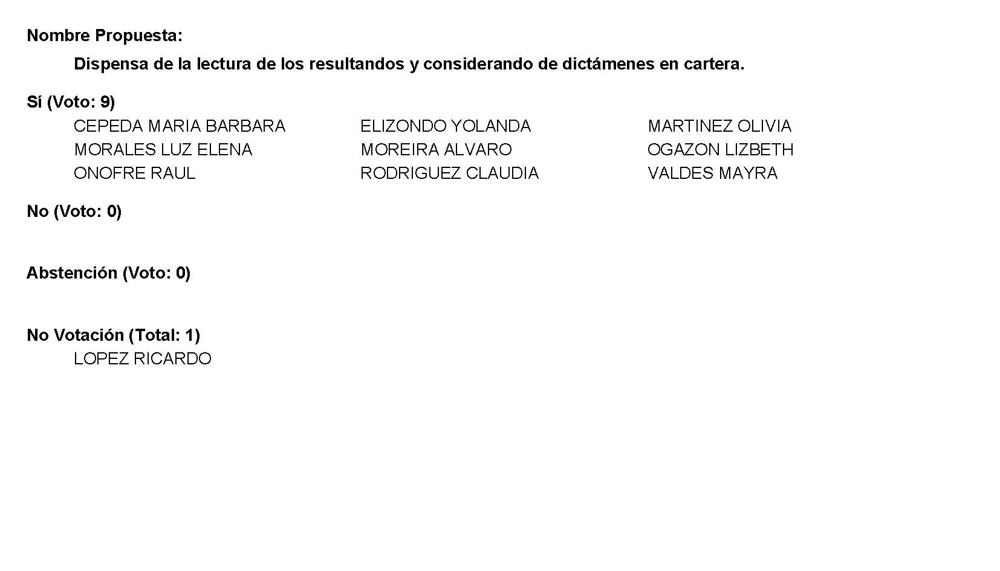 Nombre Propuesta:
Dispensa de la lectura de los resultandos y considerando de dictámenes en cartera.
Sí (Voto: 9)
CEPEDA MARIA BARBARA ELIZONDO YOLANDA MARTINEZ OLIVIA
MORALES LUZ ELENA MOREIRA ALVARO OGAZON LIZBETH
ONOFRE RAUL RODRIGUEZ CLAUDIA VALDES MAYRA
No (Voto: 0)
Abstención (Voto: 0)
No Votación (Total: 1)
LOPEZ RICARDO